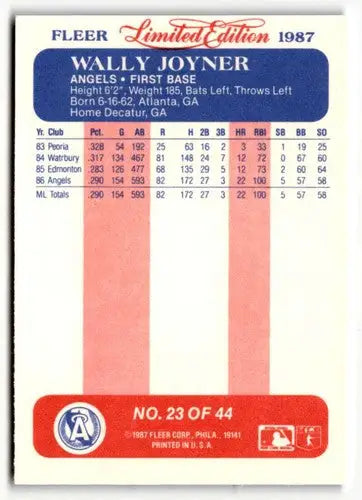 FLEER Limited Edition 1987
WALLY JOYNER
ANGELS • FIRST BASE
Height 6'2", Weight 185, Bats Left, Throws Left
Born 6-16-62, Atlanta, GA
Home Decatur, GA
Yr. Club Pct. G AB R H 2B 3B HR RBI SB BB SO
83 Peoria .328 54 192 25 63 16 2 3 33 1 19 25
84 Watrbury .317 134 467 81 148 24 7 12 72 0 67 60
85 Edmonton .283 126 477 68 135 29 5 12 73 2 60 64
86 Angels .290 154 593 82 172 27 3 22 100 5 57 58
ML Totals .290 154 593 82 172 27 3 22 100 5 57 58
A
NO. 23 OF 44
©1987 FLEER CORP., PHILA., 19141
PRINTED IN U.S.A.